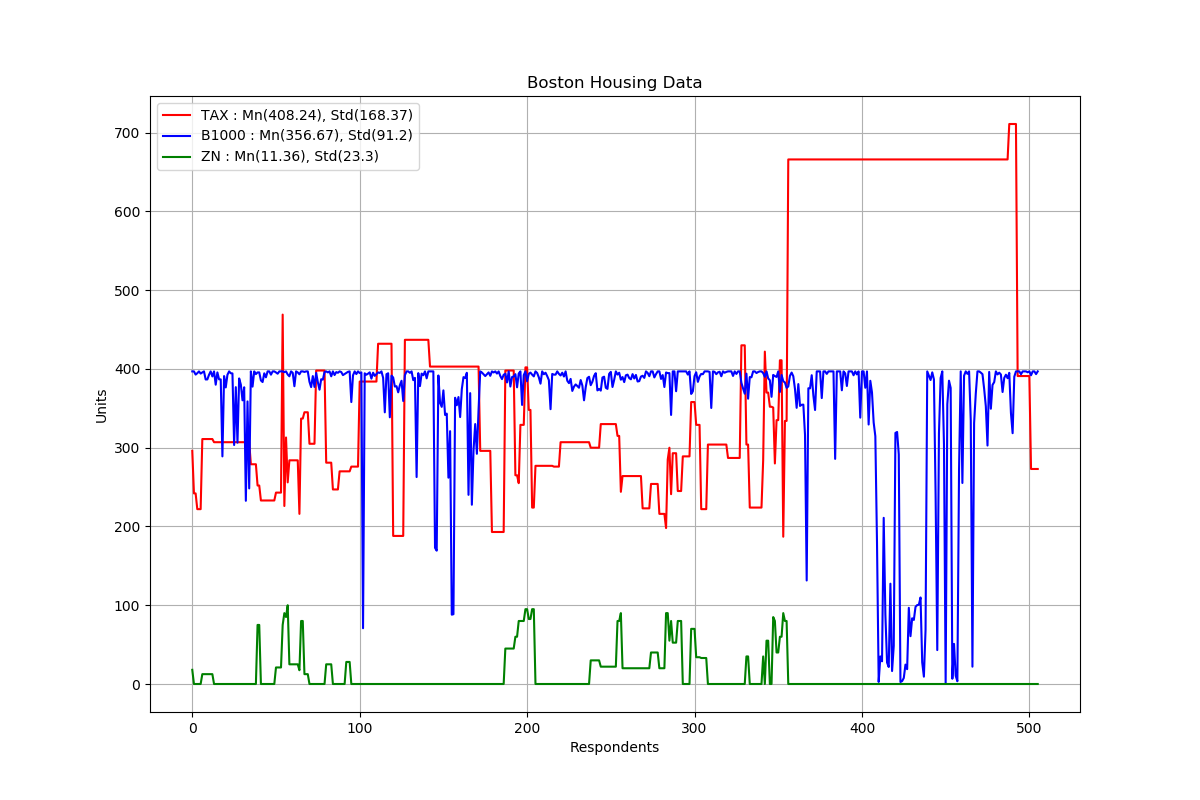 Boston Housing Data
TAX : Mn(408.24), Std(168.37)
B1000 : Mn(356.67), Std(91.2)
ZN : Mn(11.36), Std(23.3)
700
600
500
400
300
200
100
0
Units
0 100 200 300 400 500
Respondents